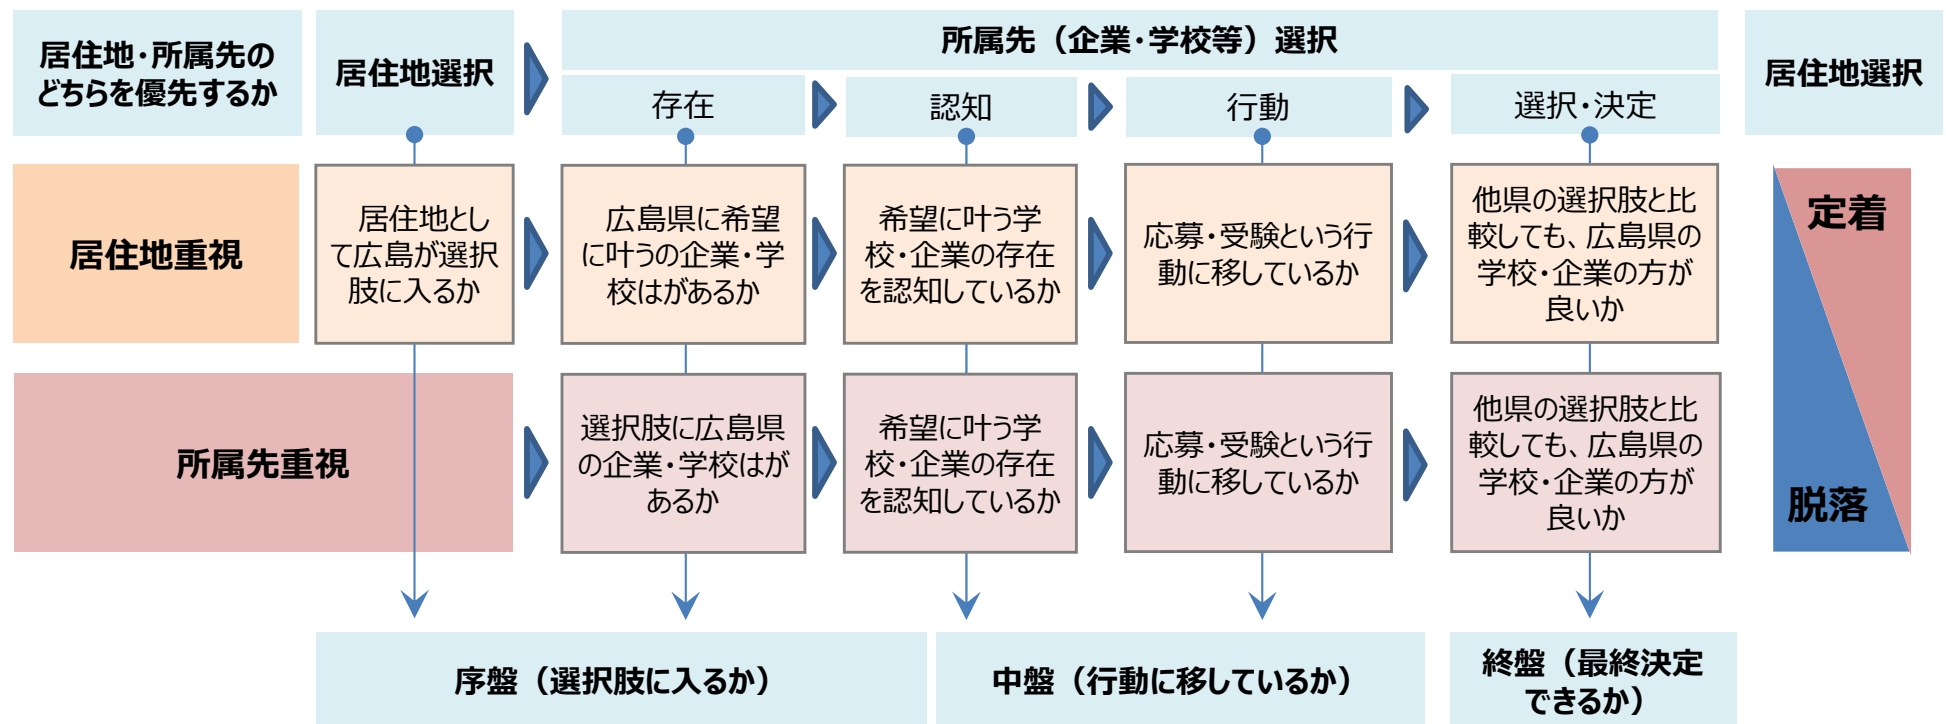 居住地・所属先の
どちらを優先するか
居住地選択
所属先（企業・学校等）選択
存在
認知
行動
選択・決定
居住地選択
居住地重視
居住地とし
て広島が選択
肢に入るか
広島県に希望
に叶うの企業・学
校はがあるか
希望に叶う学
校・企業の存在
を認知しているか
応募・受験という行
動に移しているか
他県の選択肢と比
較しても、広島県の
学校・企業の方が
良いか
定着
所属先重視
選択肢に広島県
の企業・学校はが
あるか
希望に叶う学
校・企業の存在
を認知しているか
応募・受験という行
動に移しているか
他県の選択肢と比
較しても、広島県の
学校・企業の方が
良いか
脱落
序盤（選択肢に入るか）
中盤（行動に移しているか）
終盤（最終決定
できるか）